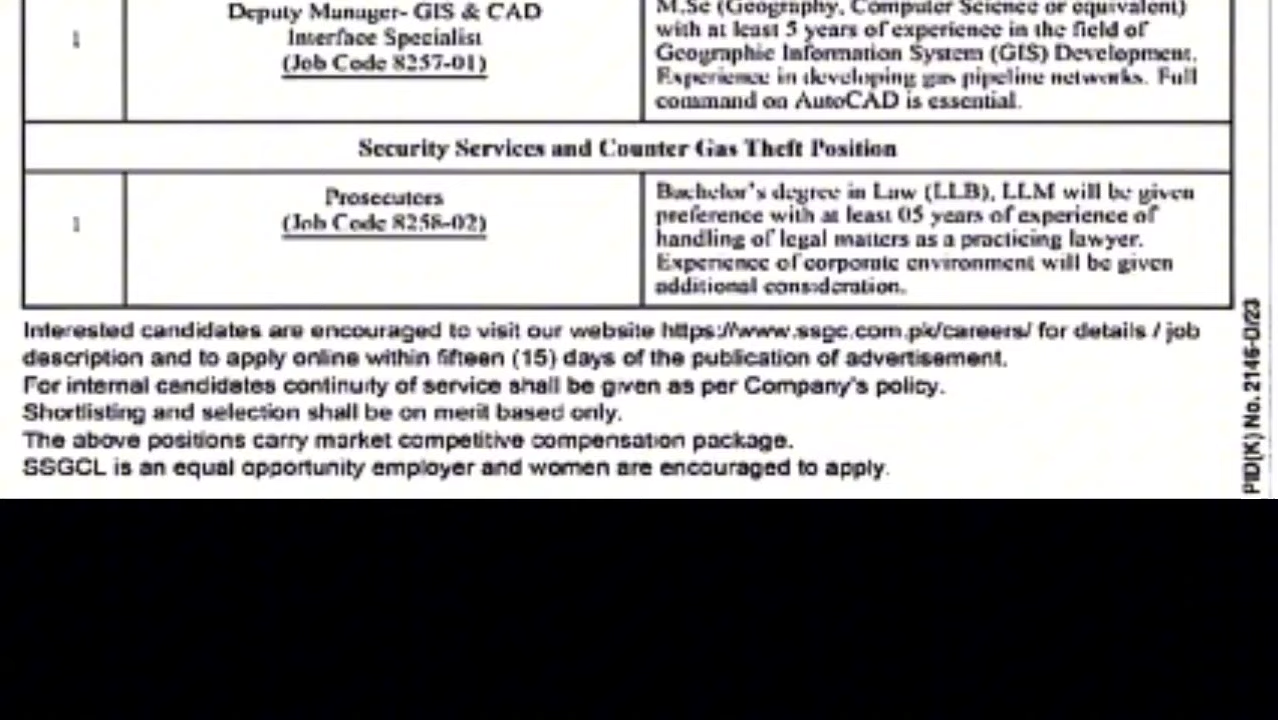 1
Deputy Manager- GIS & CAD
Interface Specialist
(Job Code 8257-01)
M.Sc (Geography, Computer Science or equivalent)
with at least 5 years of experience in the field of
Geographic Information System (GIS) Development.
Experience in developing gas pipeline networks. Full
command on AutoCAD is essential.
Security Services and Counter Gas Theft Position
1
Prosecutors
(Job Code 8258-02)
Bachelor's degree in Law (LLB), LLM will be given
preference with at least 05 years of experience of
handling of legal matters as a practicing lawyer.
Experience of corporate environment will be given
additional consideration.
Interested candidates are encouraged to visit our website https://www.ssgc.com.pk/careers/ for details / job
description and to apply online within fifteen (15) days of the publication of advertisement.
For internal candidates continuity of service shall be given as per Company's policy.
Shortlisting and selection shall be on merit based only.
The above positions carry market competitive compensation package.
SSGCL is an equal opportunity employer and women are encouraged to apply.
PID(K) No. 2146-D/23